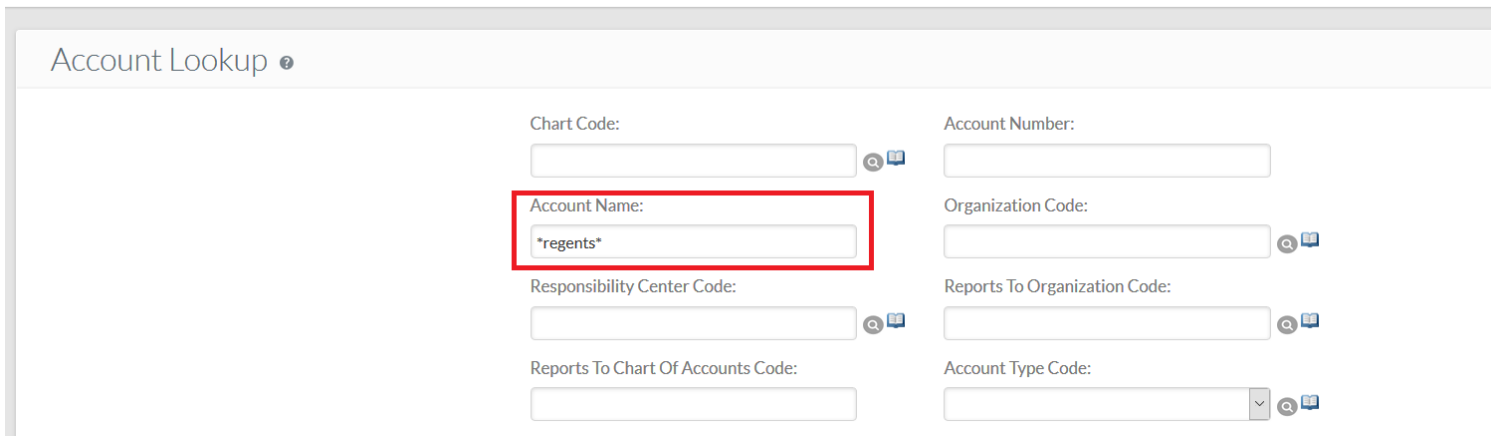 Account Lookup
Chart Code:
Account Number:
Account Name:
Organization Code:
*regents*
Responsibility Center Code:
Reports To Organization Code:
Reports To Chart Of Accounts Code:
Account Type Code: